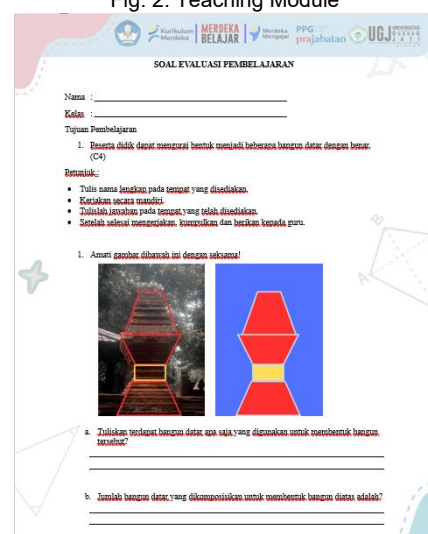 Fig. 2. Teaching Module
Kurikulum Merdeka
MERDEKA BELAJAR
Merdeka Mengajar
PPG prajabatan
UGJ UNIVERSITAS
SOAL EVALUASI PEMBELAJARAN
Nama :
Kelas :
Tujuan Pembelajaran
1. Peserta didik dapat mengurai bentuk menjadi beberapa bangun datar dengan benar.
(C4)
Petunjuk :
• Tulis nama lengkap pada tempat yang disediakan.
• Kerjakan secara mandiri.
• Tulislah jawaban pada tempat yang telah disediakan.
• Setelah selesai mengerjakan, kumpulkan dan berikan kepada guru.
1. Amati gambar dibawah ini dengan seksama!
a. Tuliskan terdapat bangun datar apa saja yang digunakan untuk membentuk bangun
tersebut?
b. Jumlah bangun datar yang dikomposisikan untuk membentuk bangun diatas adalah?